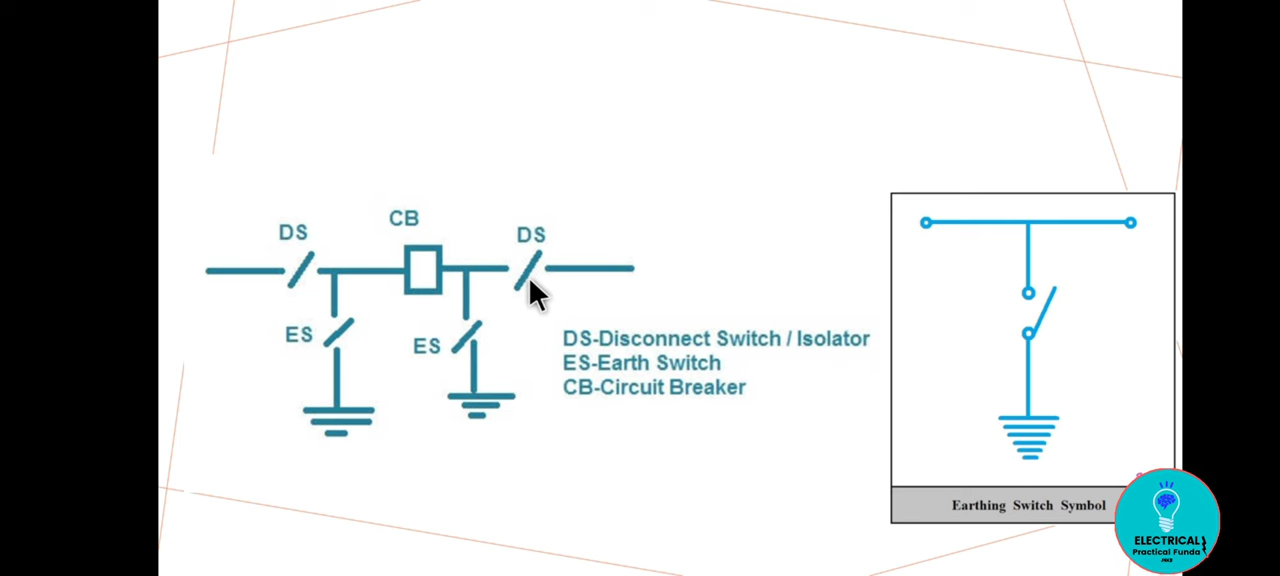 CB
DS
DS
ES
ES
DS-Disconnect Switch / Isolator
ES-Earth Switch
CB-Circuit Breaker
Earthing Switch Symbol
ELECTRICAL
Practical Funda